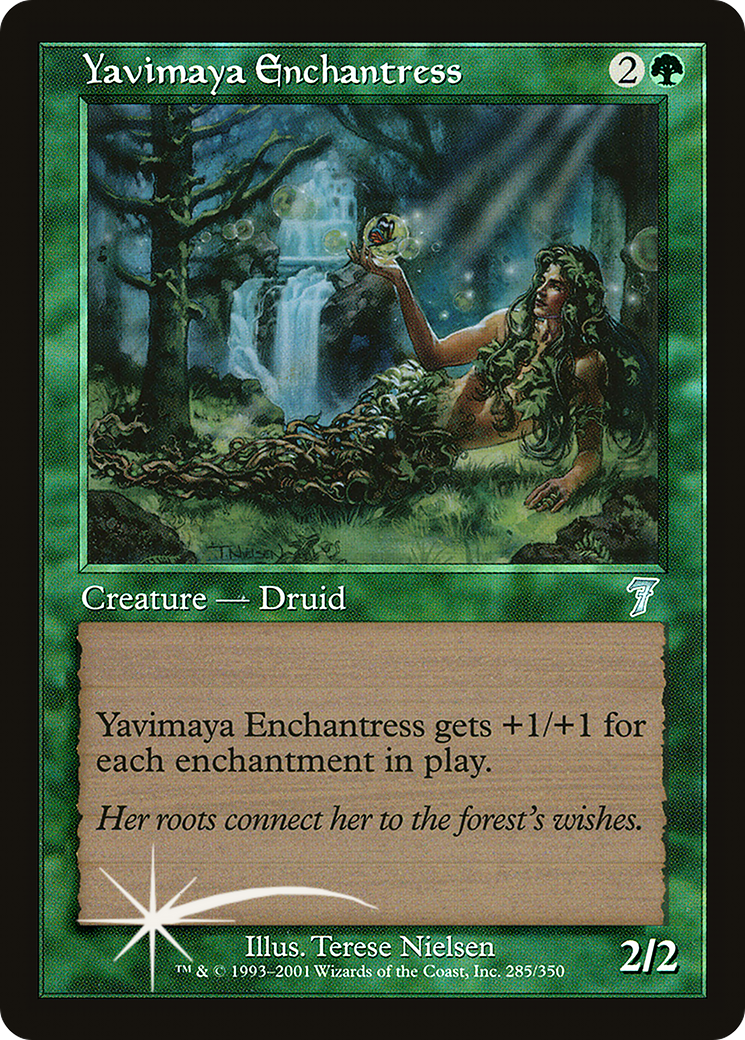 Yavimaya Enchantress 2
T. NIELSEN
Creature — Druid 7
Yavimaya Enchantress gets +1/+1 for
each enchantment in play.
Her roots connect her to the forest's wishes.
Illus. Terese Nielsen
™ & © 1993–2001 Wizards of the Coast, Inc. 285/350
2/2